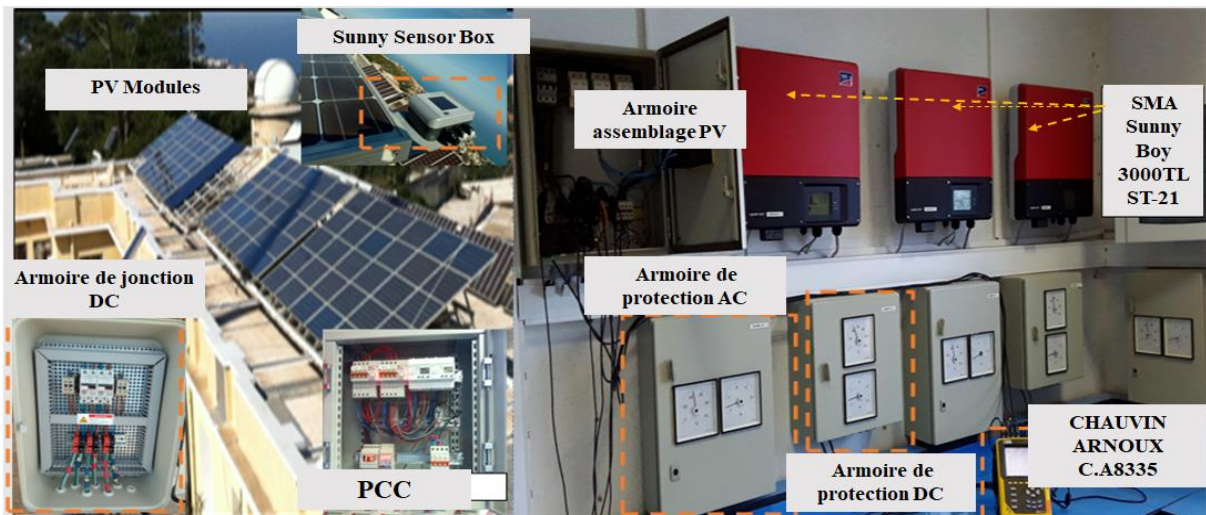 Sunny Sensor Box
PV Modules
Armoire
assemblage PV
SMA
Sunny
Boy
3000TL
ST-21
Armoire de jonction
DC
Armoire de
protection AC
PCC
Armoire de
protection DC
CHAUVIN
ARNOUX
C.A8335